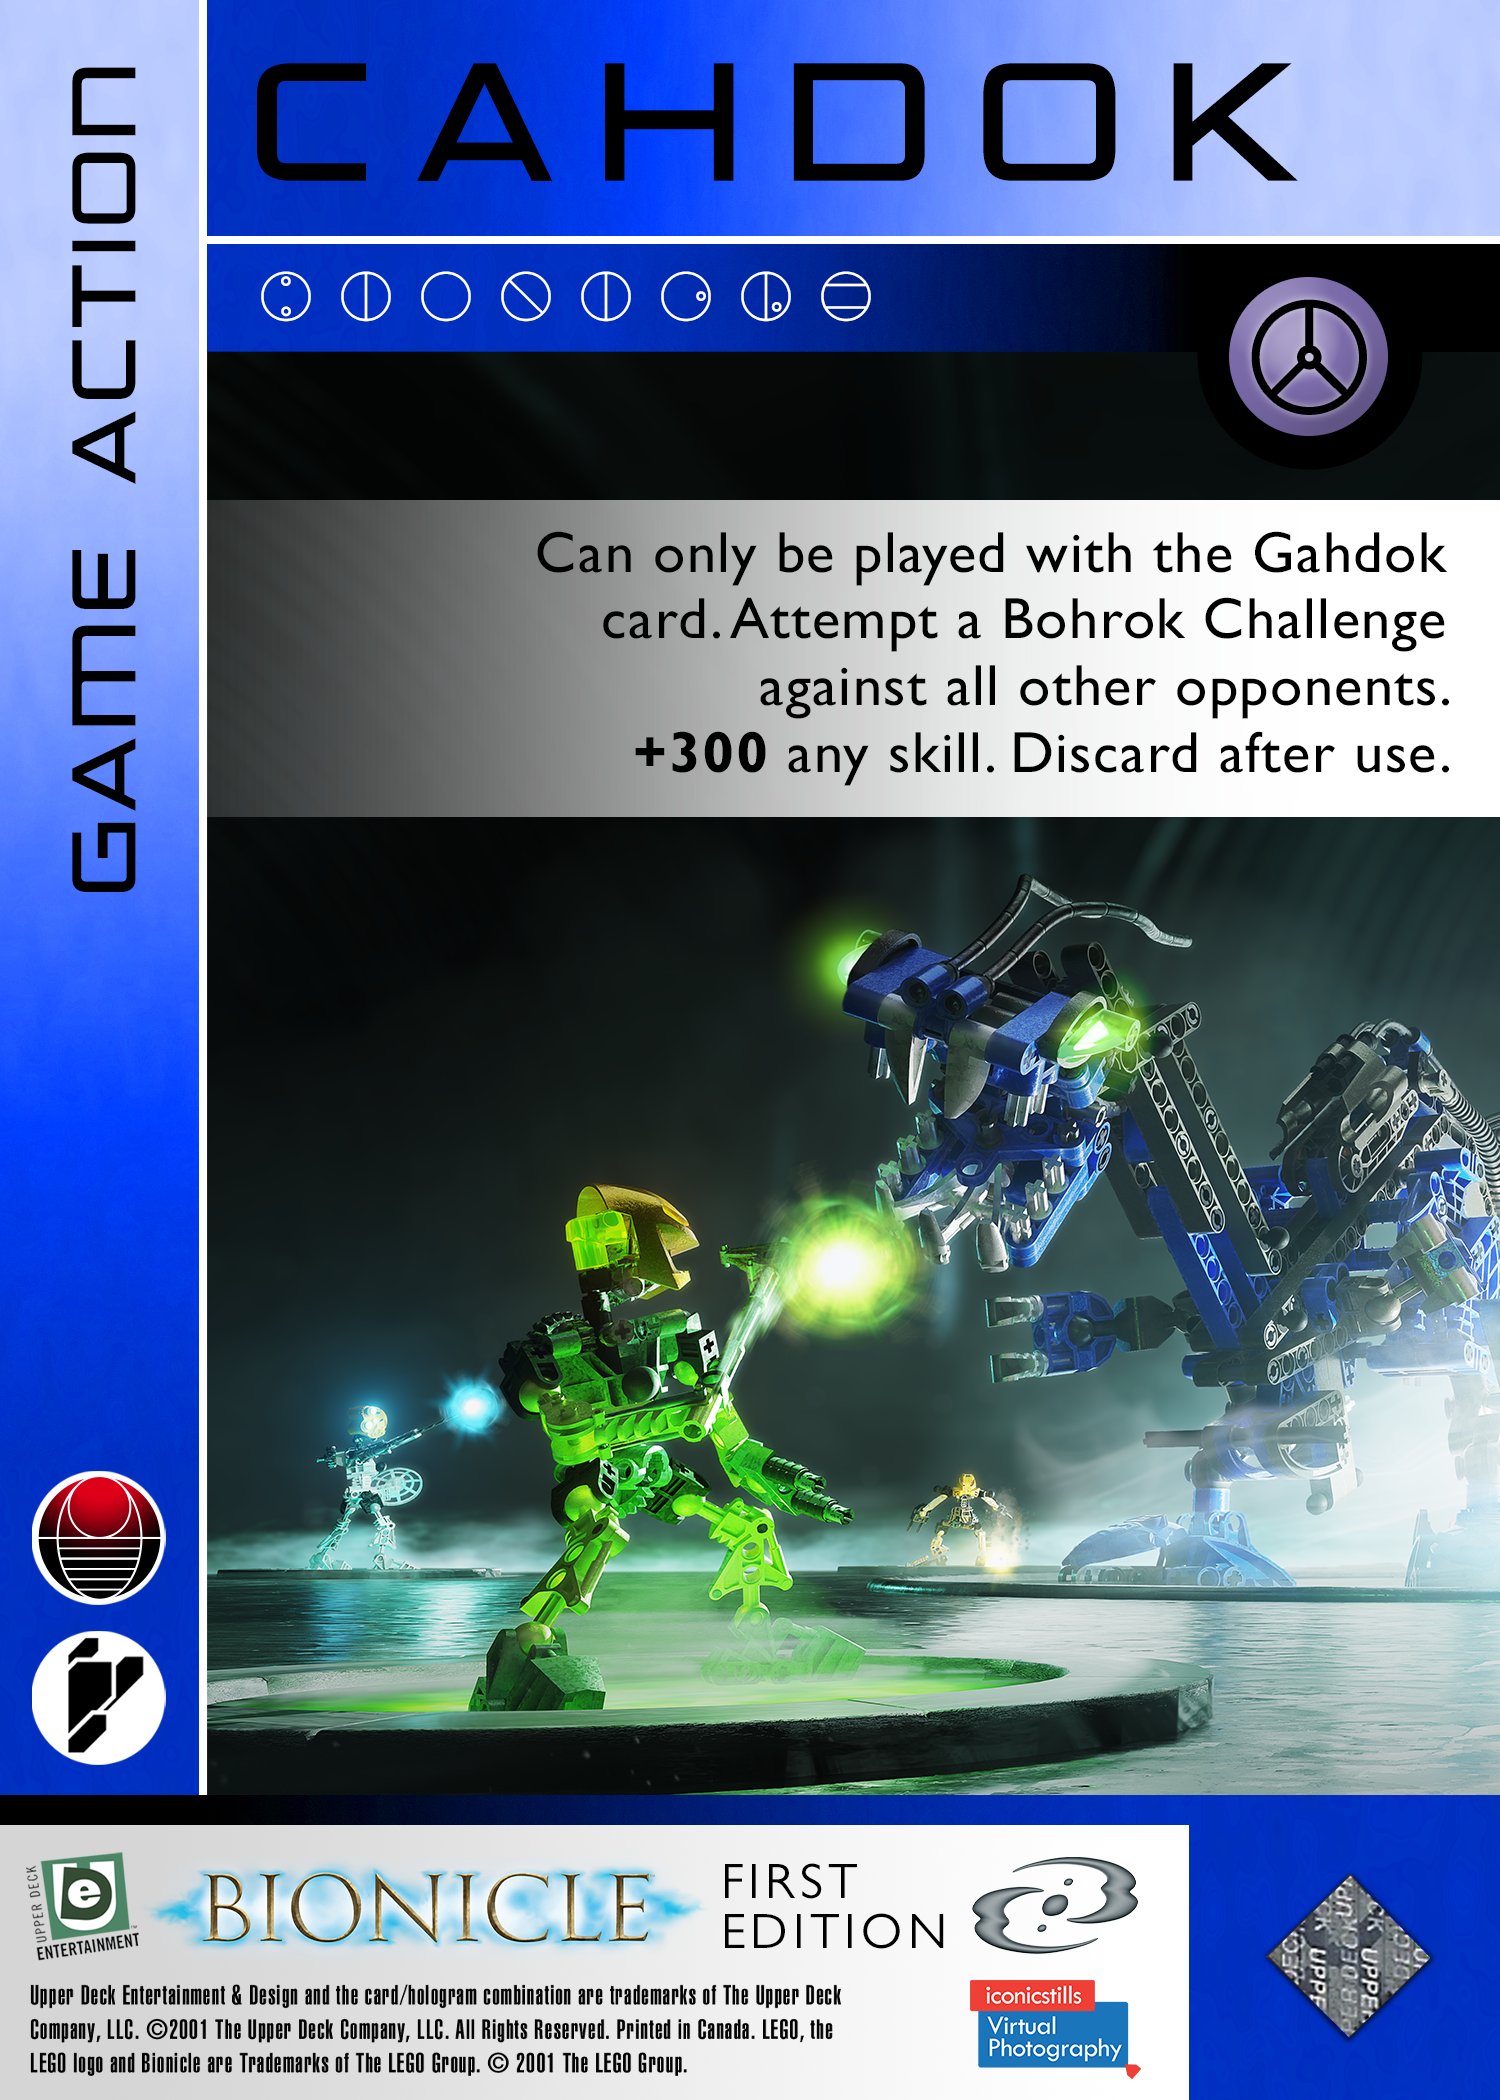 CAHDOK
GAME ACTION
Can only be played with the Gahdok
card. Attempt a Bohrok Challenge
against all other opponents.
+300 any skill. Discard after use.
UPPER DECK
e
ENTERTAINMENT
BIONICLE
FIRST
EDITION
Upper Deck Entertainment & Design and the card/hologram combination are trademarks of The Upper Deck
Company, LLC. ©2001 The Upper Deck Company, LLC. All Rights Reserved. Printed in Canada. LEGO, the
LEGO logo and Bionicle are Trademarks of The LEGO Group. © 2001 The LEGO Group.
iconicstills
Virtual
Photography